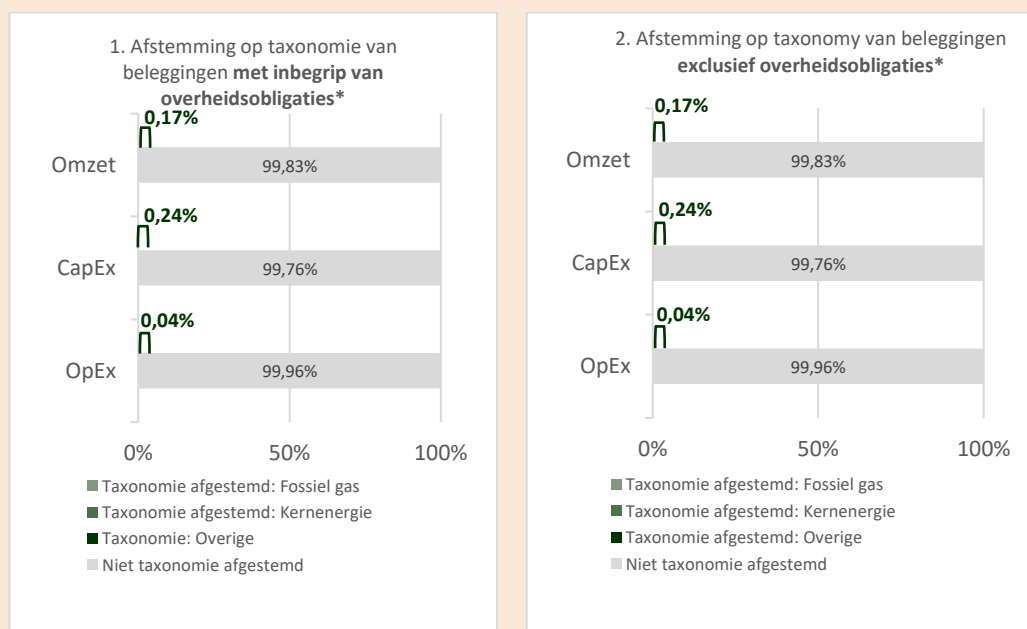 1. Afstemming op taxonomie van
beleggingen met inbegrip van
overheidsobligaties*
0,17%
Omzet
99,83%
0,24%
CapEx
99,76%
0,04%
OpEx
99,96%
0%
50%
100%
Taxonomie afgestemd: Fossiel gas
Taxonomie afgestemd: Kernenergie
Taxonomie: Overige
Niet taxonomie afgestemd
2. Afstemming op taxonomy van beleggingen
exclusief overheidsobligaties*
0,17%
Omzet
99,83%
0,24%
CapEx
99,76%
0,04%
OpEx
99,96%
0%
50%
100%
Taxonomie afgestemd: Fossiel gas
Taxonomie afgestemd: Kernenergie
Taxonomie afgestemd: Overige
Niet taxonomie afgestemd